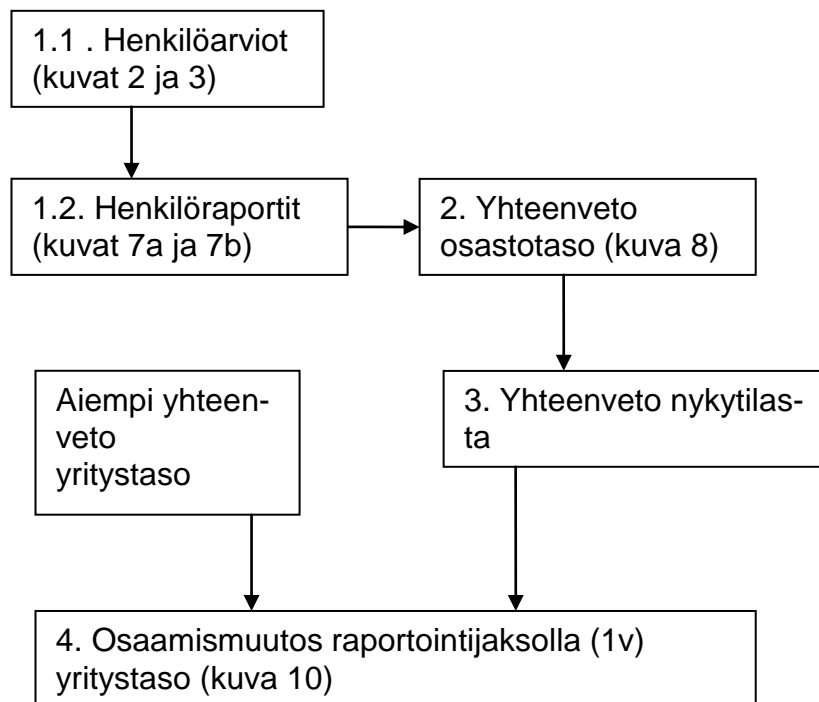 1.1 . Henkilöarviot
(kuvat 2 ja 3)
1.2. Henkilöraportit
(kuvat 7a ja 7b)
2. Yhteenveto
osastotaso (kuva 8)
Aiempi yhteen-
veto
yritystaso
3. Yhteenveto nykytilas-
ta
4. Osaamismuutos raportointijaksolla (1v)
yritystaso (kuva 10)